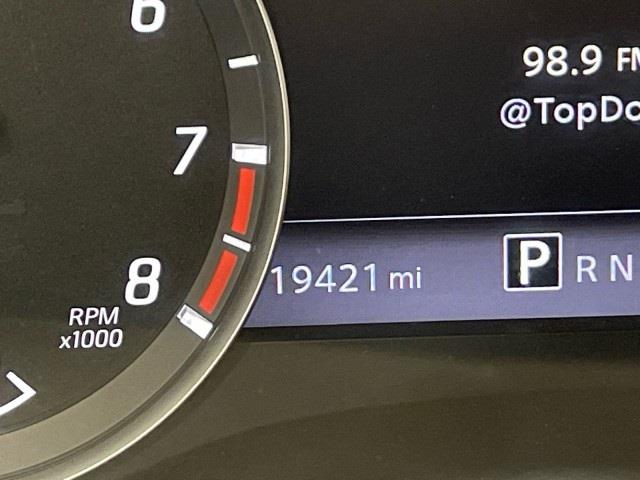 6
7
8
RPM
x1000
98.9 FM
@TopDo
19421 mi
P R N